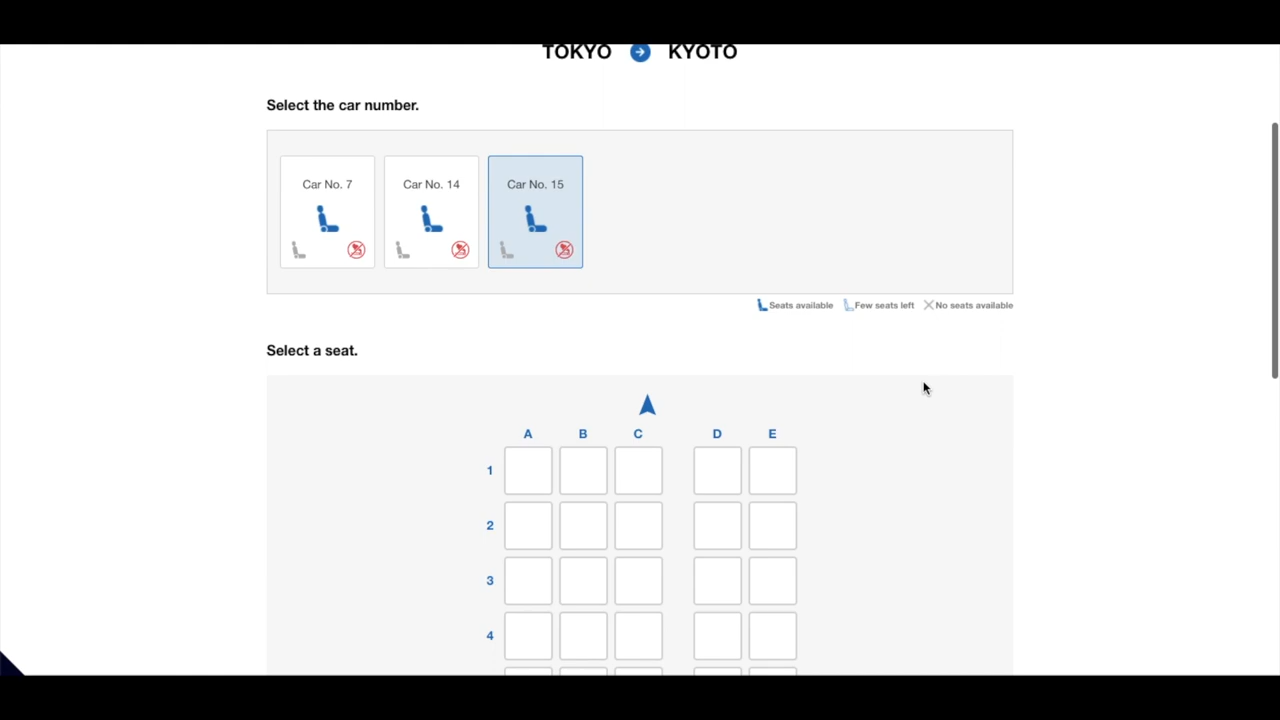 TOKYO KYOTO
Select the car number.
Car No. 7 Car No. 14 Car No. 15
Seats available Few seats left No seats available
Select a seat.
A B C D E
1
2
3
4